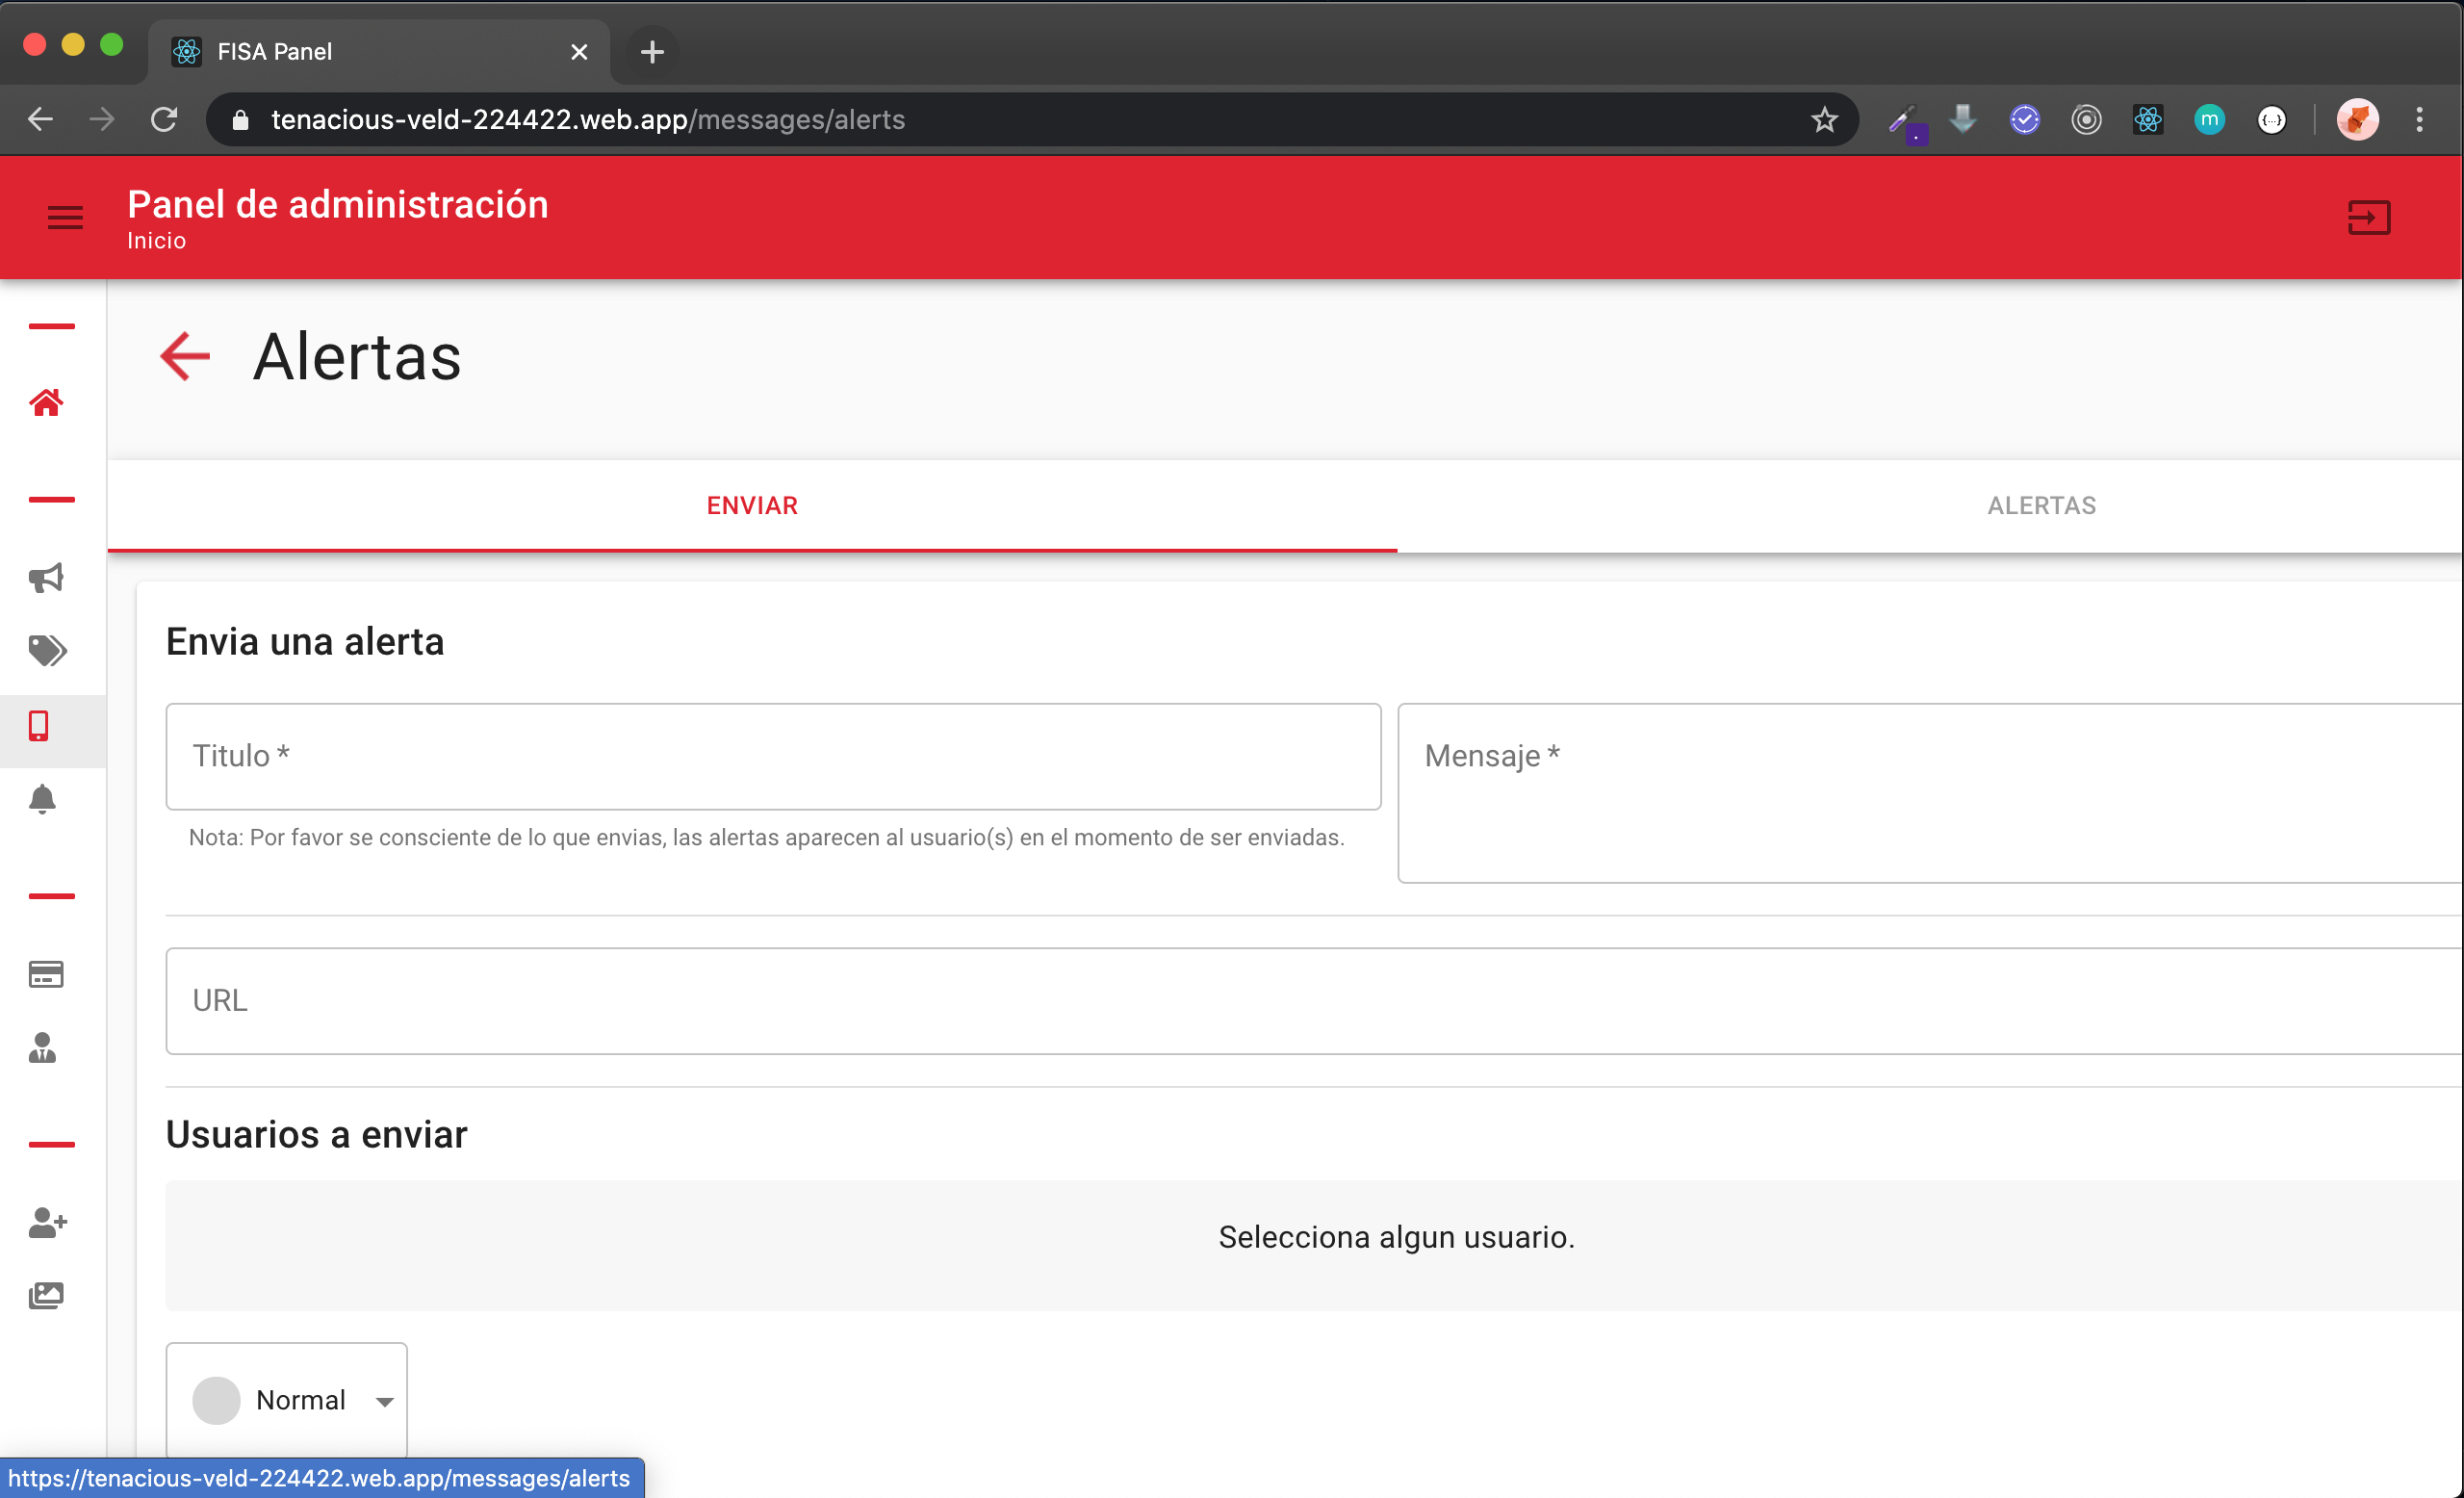 FISA Panel
tenacious-veld-224422.web.app/messages/alerts
m
{...}
Panel de administración
Inicio
Alertas
ENVIAR
ALERTAS
Envia una alerta
Titulo *
Mensaje *
Nota: Por favor se consciente de lo que envias, las alertas aparecen al usuario(s) en el momento de ser enviadas.
URL
Usuarios a enviar
Selecciona algun usuario.
Normal
https://tenacious-veld-224422.web.app/messages/alerts